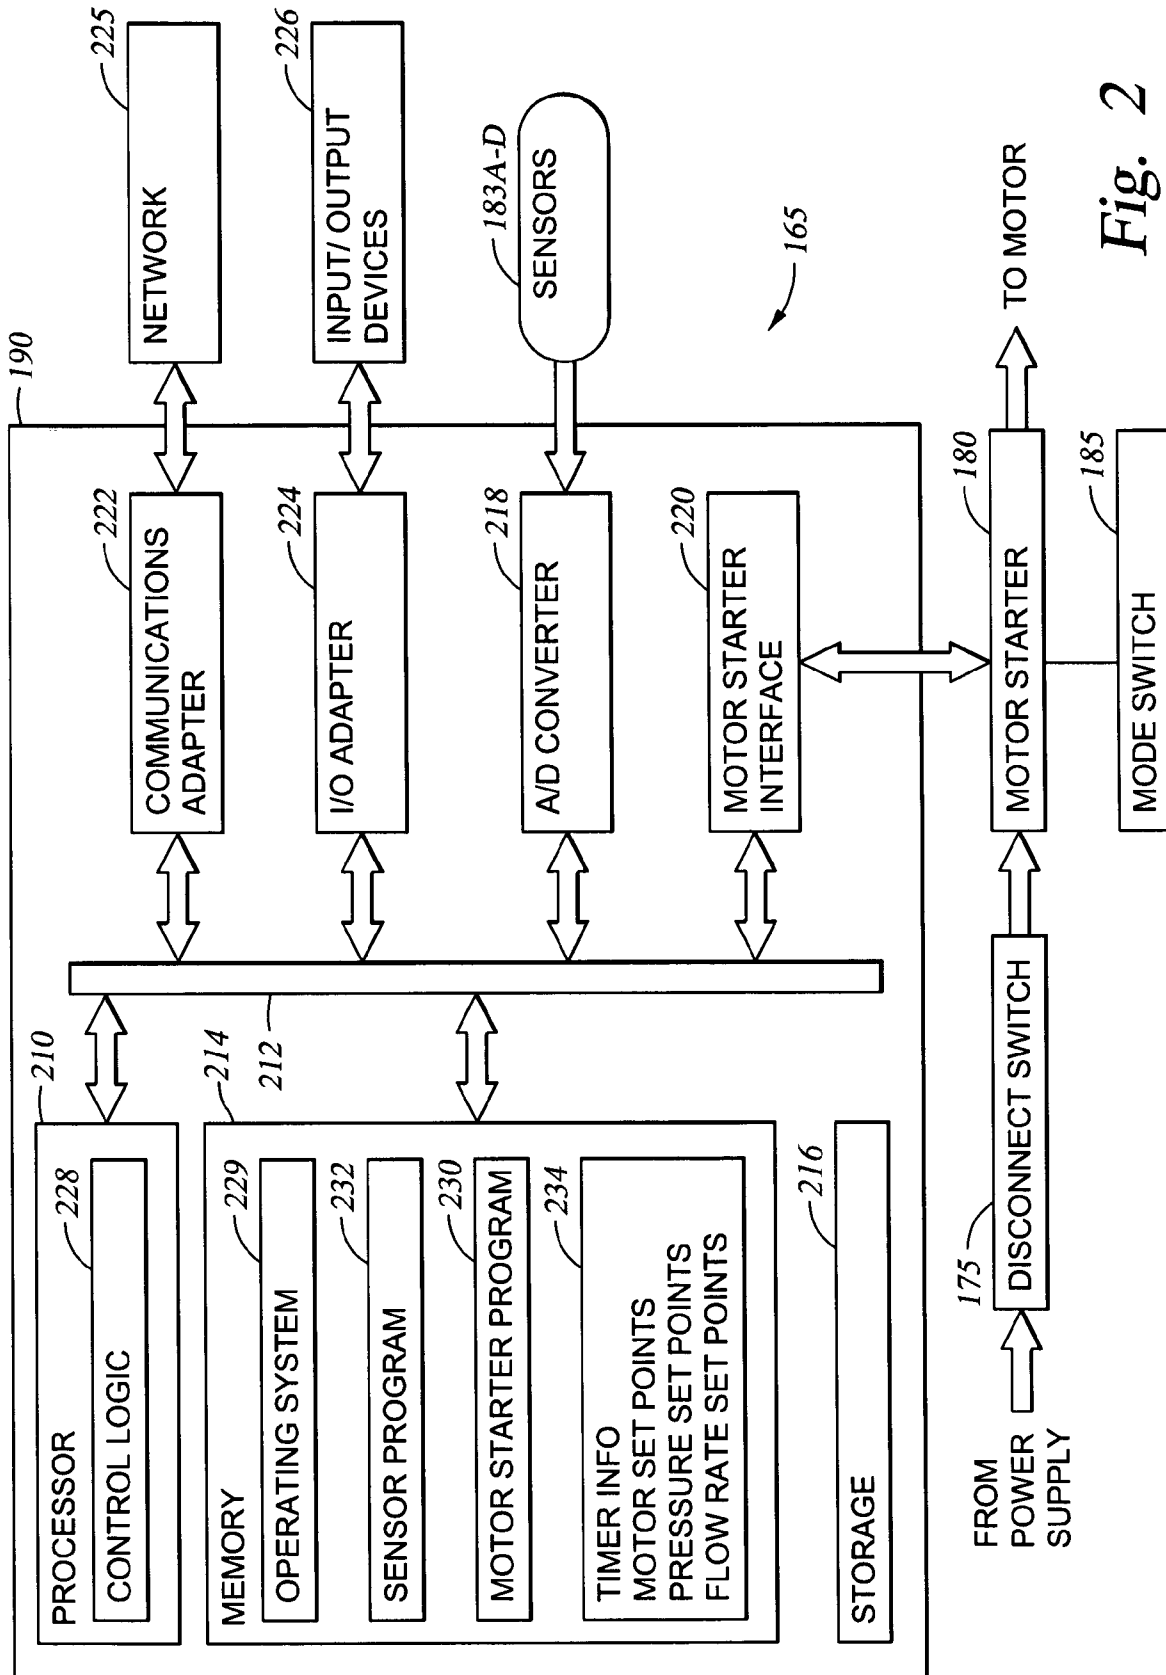 190
PROCESSOR
210
CONTROL LOGIC
228
MEMORY
214
OPERATING SYSTEM
229
SENSOR PROGRAM
232
MOTOR STARTER PROGRAM
230
TIMER INFO
MOTOR SET POINTS
PRESSURE SET POINTS
FLOW RATE SET POINTS
234
STORAGE
216
212
COMMUNICATIONS
ADAPTER
222
I/O ADAPTER
224
A/D CONVERTER
218
MOTOR STARTER
INTERFACE
220
NETWORK
225
INPUT/ OUTPUT
DEVICES
226
SENSORS
183A-D
165
FROM
POWER
SUPPLY
DISCONNECT SWITCH
175
MOTOR STARTER
180
TO MOTOR
MODE SWITCH
185
Fig. 2